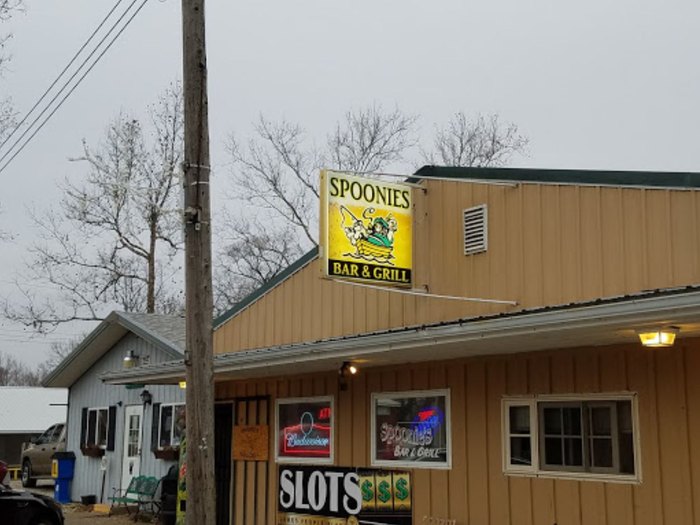 SPOONIES
BAR & GRILL
Budweiser
Spoonies
BAR & GRILL
SLOTS $$$